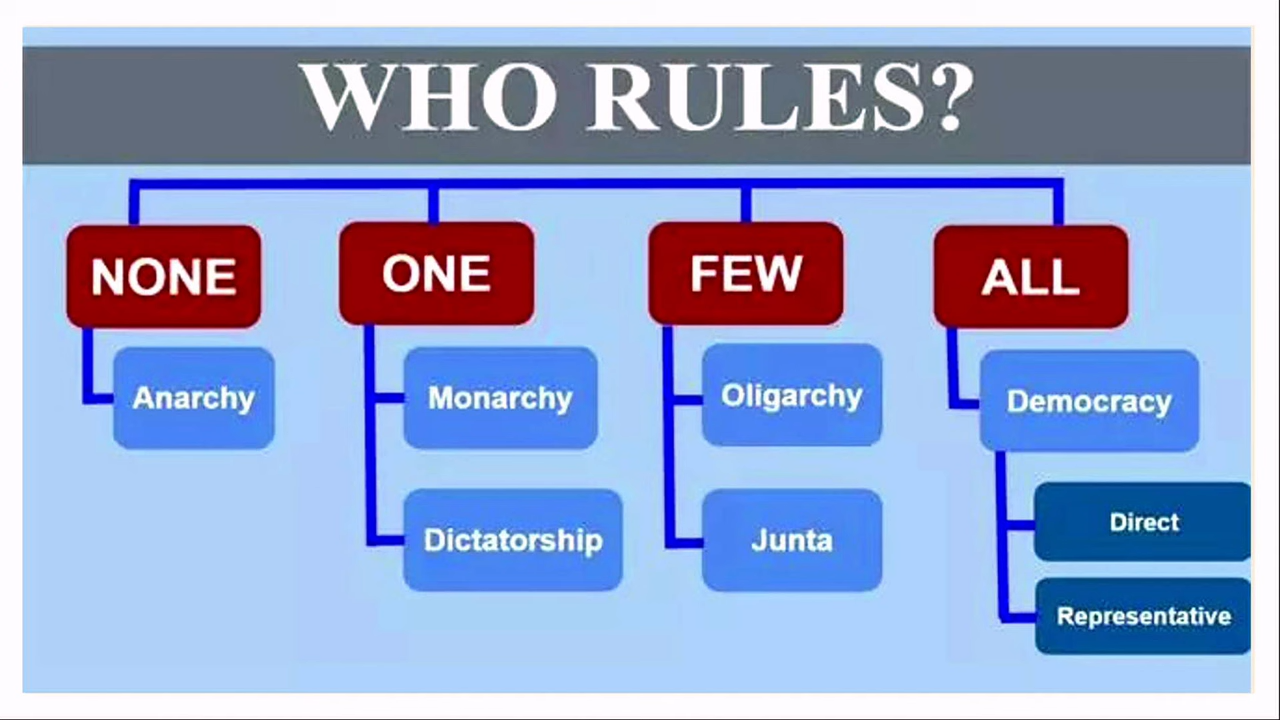 WHO RULES?
NONE
ONE
FEW
ALL
Anarchy
Monarchy
Oligarchy
Democracy
Dictatorship
Junta
Direct
Representative